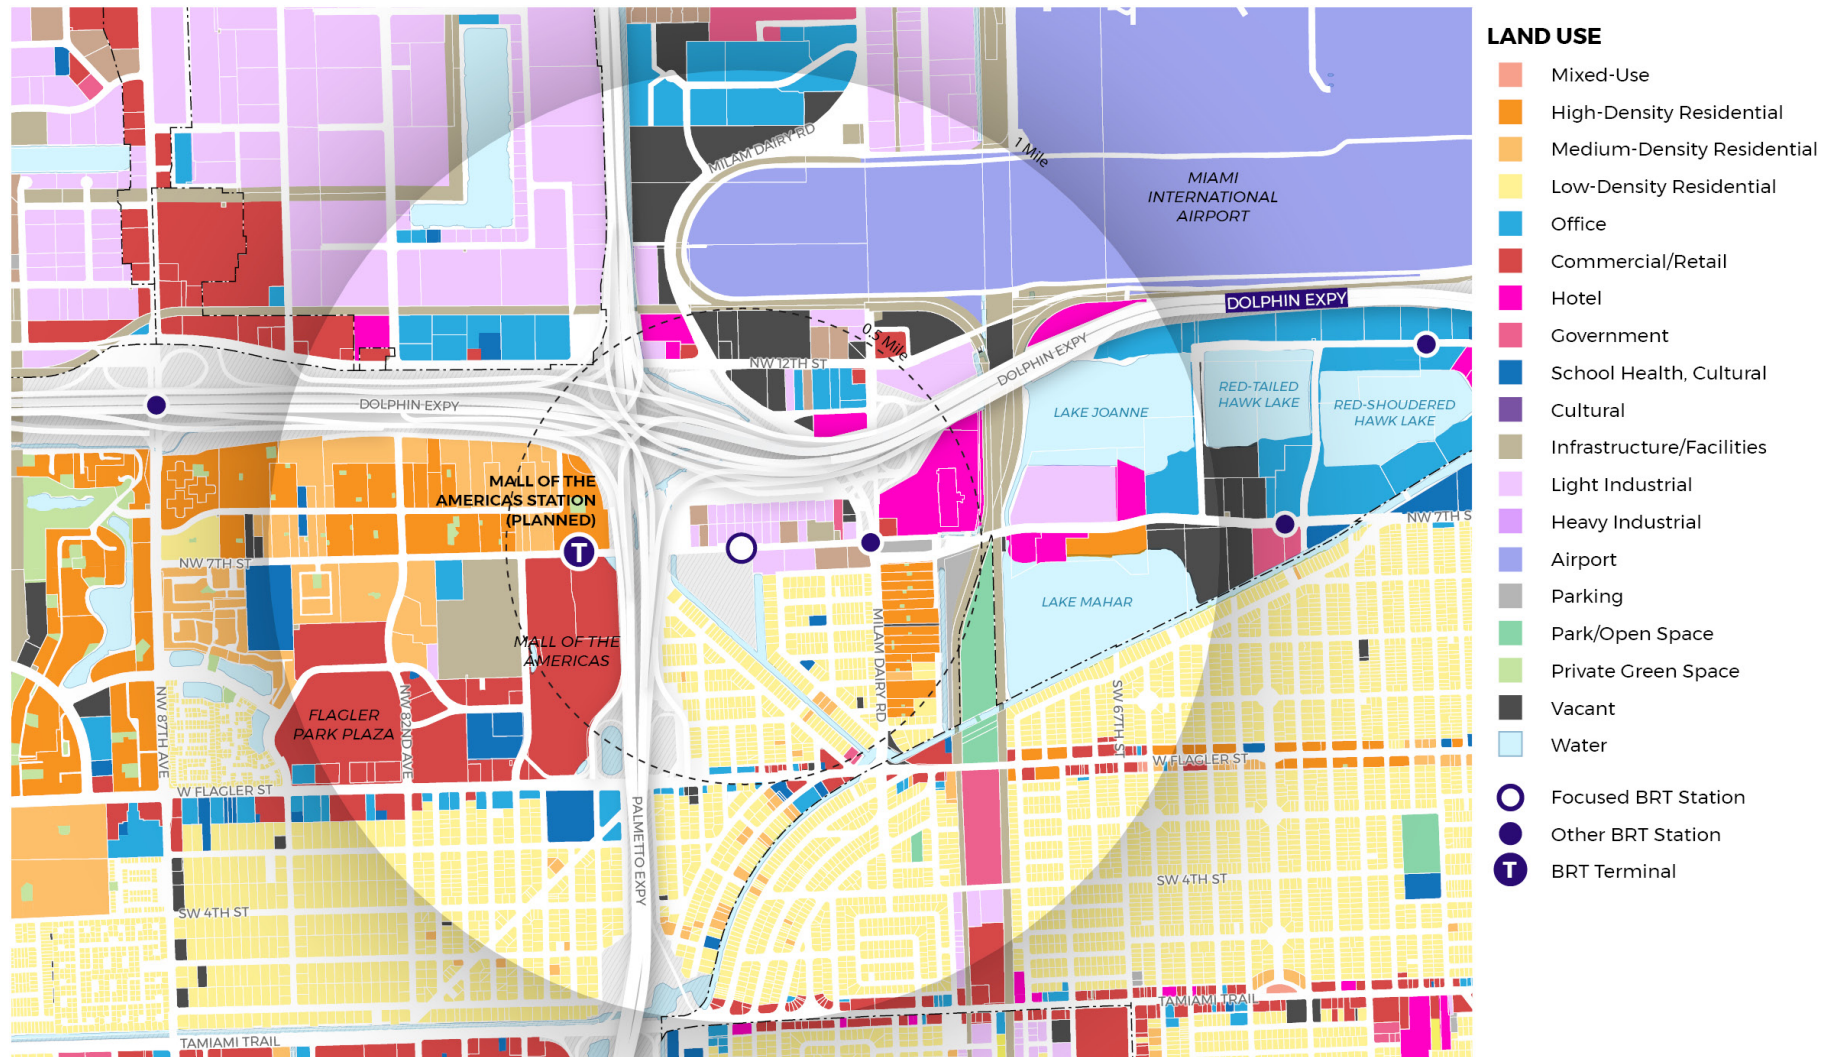 MILAM DAIRY RD
1 Mile
MIAMI
INTERNATIONAL
AIRPORT
DOLPHIN EXPY
0.5 Mile
NW 12TH ST
DOLPHIN EXPY
DOLPHIN EXPY
LAKE JOANNE
RED-TAILED
HAWK LAKE
RED-SHOUDERED
HAWK LAKE
MALL OF THE
AMERICAS STATION
(PLANNED)
T
NW 7TH ST
NW 7TH S
LAKE MAHAR
MALL OF THE
AMERICAS
MILAM DAIRY RD
FLAGLER
PARK PLAZA
NW 87TH AVE
NW 82ND AVE
SW 67TH ST
W FLAGLER ST
W FLAGLER ST
PALMETTO EXPY
SW 4TH ST
SW 4TH ST
TAMIAMI TRAIL
TAMIAMI TRAIL
LAND USE
Mixed-Use
High-Density Residential
Medium-Density Residential
Low-Density Residential
Office
Commercial/Retail
Hotel
Government
School Health, Cultural
Cultural
Infrastructure/Facilities
Light Industrial
Heavy Industrial
Airport
Parking
Park/Open Space
Private Green Space
Vacant
Water
Focused BRT Station
Other BRT Station
T BRT Terminal